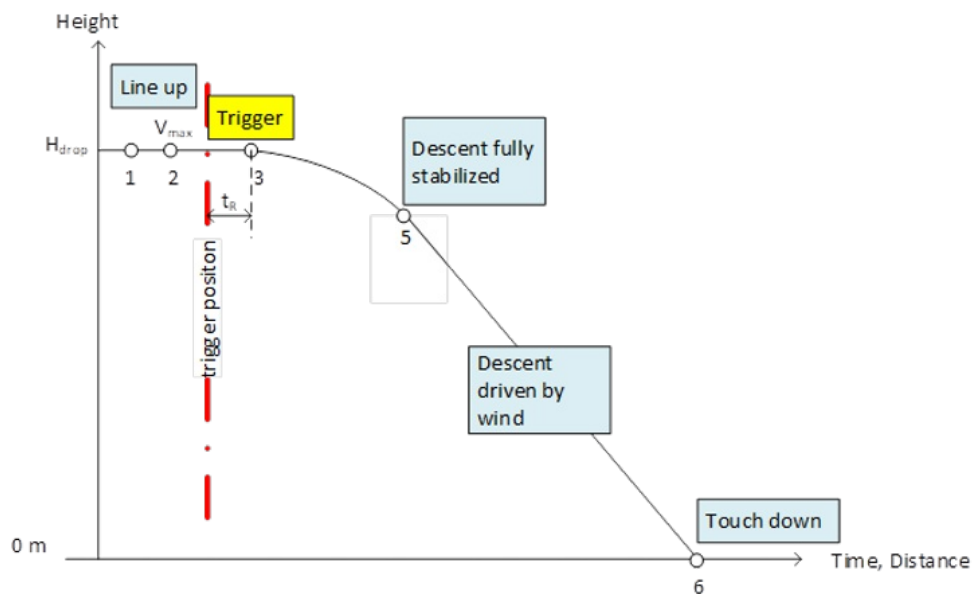 Height
Line up
Trigger
Vmax
Hdrop
1
2
3
tR
Descent fully
stabilized
5
trigger positon
Descent
driven by
wind
Touch down
0 m
Time, Distance
6